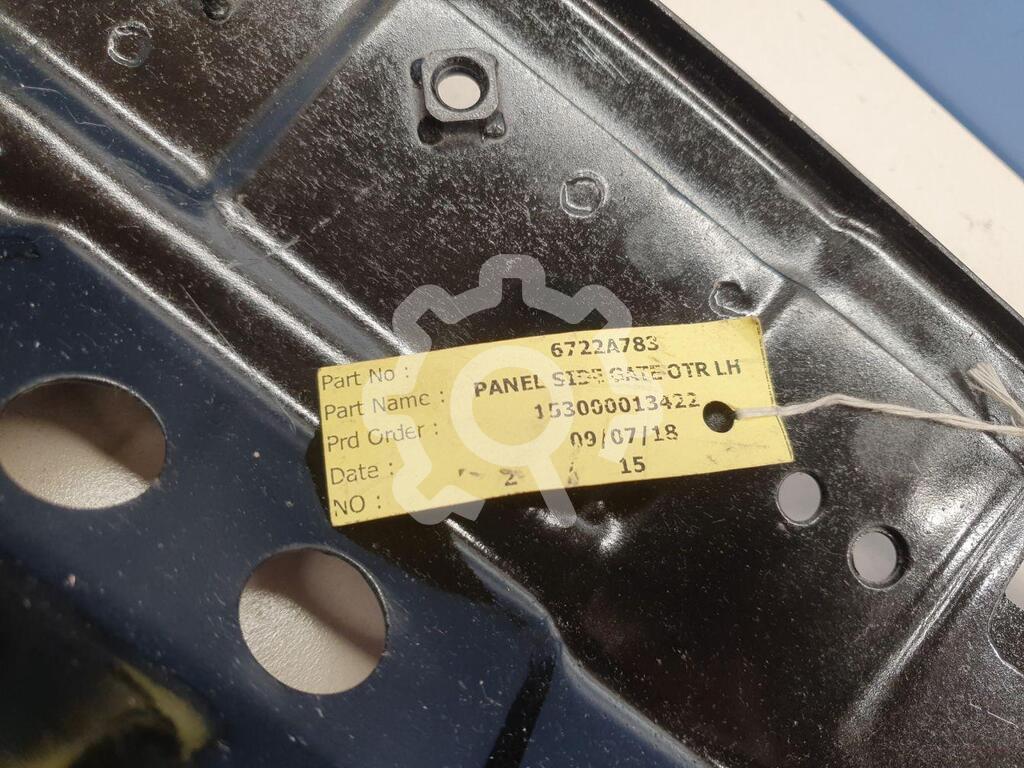 Part No : 6722A783
Part Name : PANEL SIDE GATE OTR LH
Prd Order : 153000013422
Date : 09/07/18
NO : 2 / 15